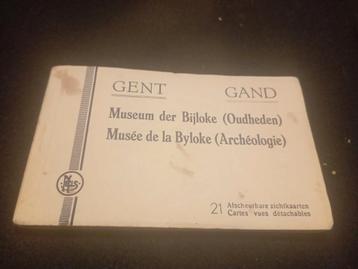 GENT GAND
Museum der Bijloke (Oudheden)
Musée de la Byloke (Archéologie)
21 Afscheurbare zichtkaarten
Cartes vues détachables